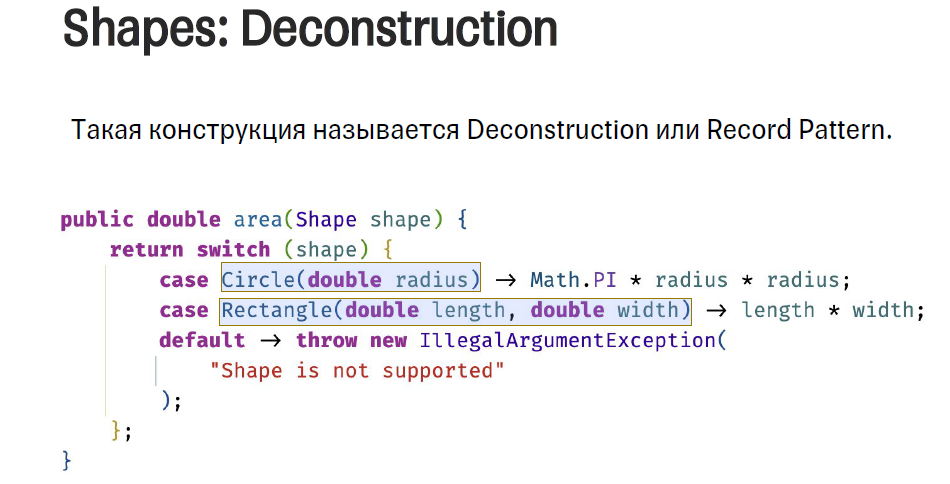 Shapes: Deconstruction
Такая конструкция называется Deconstruction или Record Pattern.
public double area(Shape shape) {
return switch (shape) {
case Circle(double radius) → Math.PI * radius * radius;
case Rectangle(double length, double width) → length * width;
default → throw new IllegalArgumentException(
"Shape is not supported"
);
};
}